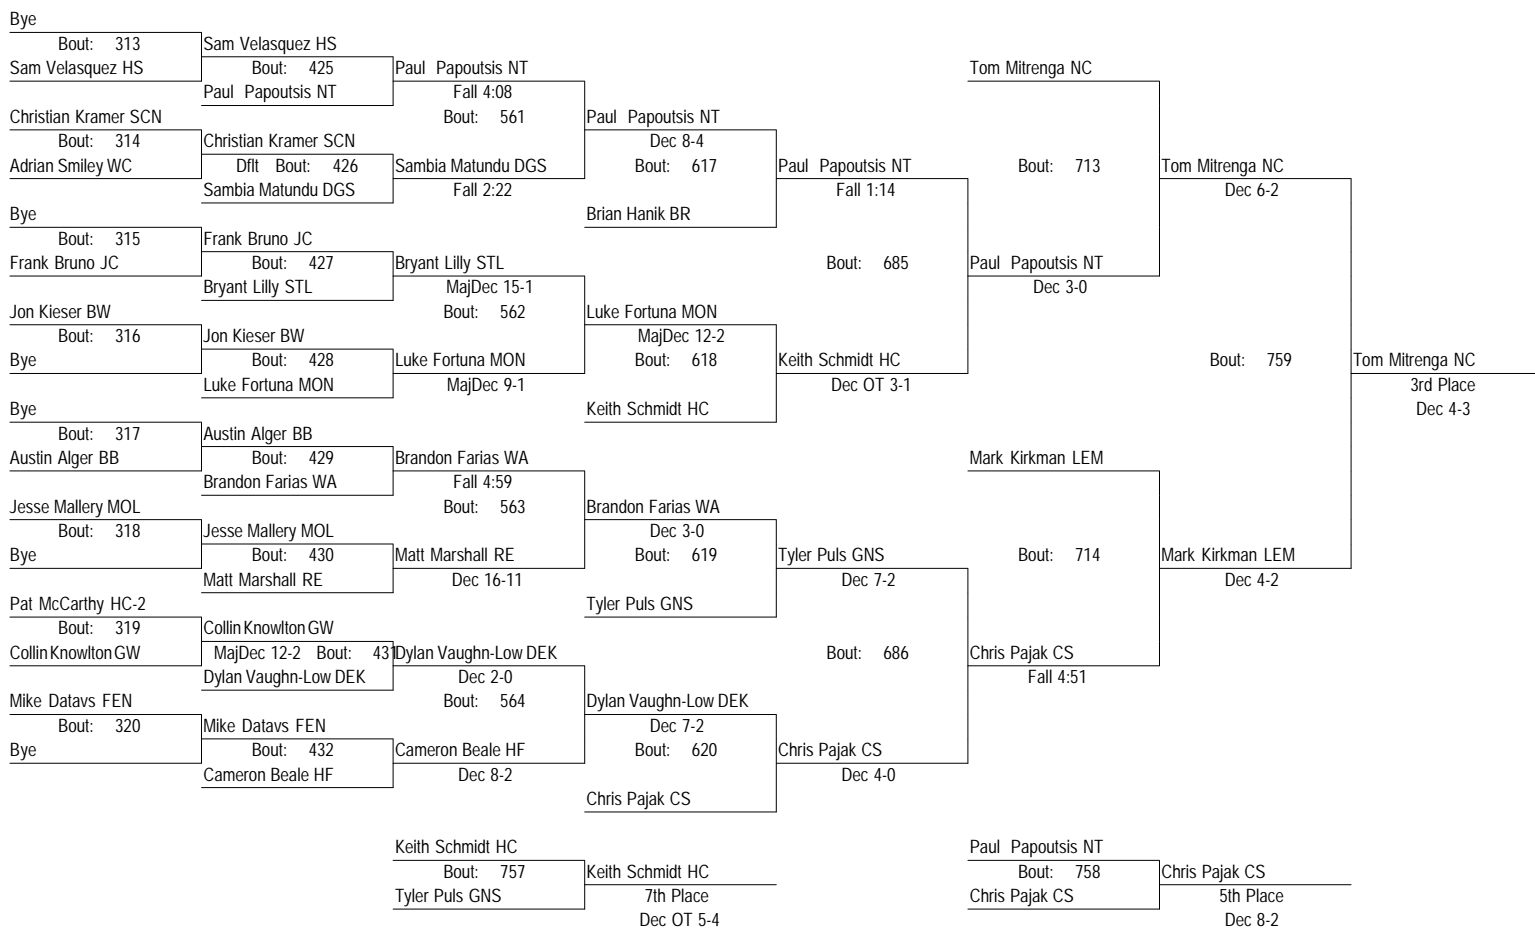 Bye
Bout: 313
Sam Velasquez HS
Sam Velasquez HS
Bout: 425
Paul Papoutsis NT
Paul Papoutsis NT
Fall 4:08
Bout: 561
Christian Kramer SCN
Bout: 314
Adrian Smiley WC
Christian Kramer SCN
Dflt Bout: 426
Sambia Matundu DGS
Sambia Matundu DGS
Fall 2:22
Paul Papoutsis NT
Dec 8-4
Bout: 617
Brian Hanik BR
Paul Papoutsis NT
Fall 1:14
Bye
Bout: 315
Frank Bruno JC
Frank Bruno JC
Bout: 427
Bryant Lilly STL
Bryant Lilly STL
MajDec 15-1
Bout: 562
Jon Kieser BW
Bout: 316
Bye
Jon Kieser BW
Bout: 428
Luke Fortuna MON
Luke Fortuna MON
MajDec 9-1
Luke Fortuna MON
MajDec 12-2
Bout: 618
Keith Schmidt HC
Keith Schmidt HC
Dec OT 3-1
Bout: 685
Tom Mitrenga NC
Bout: 713
Paul Papoutsis NT
Dec 3-0
Tom Mitrenga NC
Dec 6-2
Bye
Bout: 317
Austin Alger BB
Austin Alger BB
Bout: 429
Brandon Farias WA
Brandon Farias WA
Fall 4:59
Bout: 563
Jesse Mallery MOL
Bout: 318
Bye
Jesse Mallery MOL
Bout: 430
Matt Marshall RE
Matt Marshall RE
Dec 16-11
Brandon Farias WA
Dec 3-0
Bout: 619
Tyler Puls GNS
Tyler Puls GNS
Dec 7-2
Pat McCarthy HC-2
Bout: 319
Collin Knowlton GW
Collin Knowlton GW
MajDec 12-2 Bout: 431
Dylan Vaughn-Low DEK
Dylan Vaughn-Low DEK
Dec 2-0
Bout: 564
Mike Datavs FEN
Bout: 320
Bye
Mike Datavs FEN
Bout: 432
Cameron Beale HF
Cameron Beale HF
Dec 8-2
Dylan Vaughn-Low DEK
Dec 7-2
Bout: 620
Chris Pajak CS
Chris Pajak CS
Dec 4-0
Bout: 686
Mark Kirkman LEM
Bout: 714
Chris Pajak CS
Fall 4:51
Mark Kirkman LEM
Dec 4-2
Bout: 759
Tom Mitrenga NC
3rd Place
Dec 4-3
Keith Schmidt HC
Bout: 757
Tyler Puls GNS
Keith Schmidt HC
7th Place
Dec OT 5-4
Paul Papoutsis NT
Bout: 758
Chris Pajak CS
Chris Pajak CS
5th Place
Dec 8-2